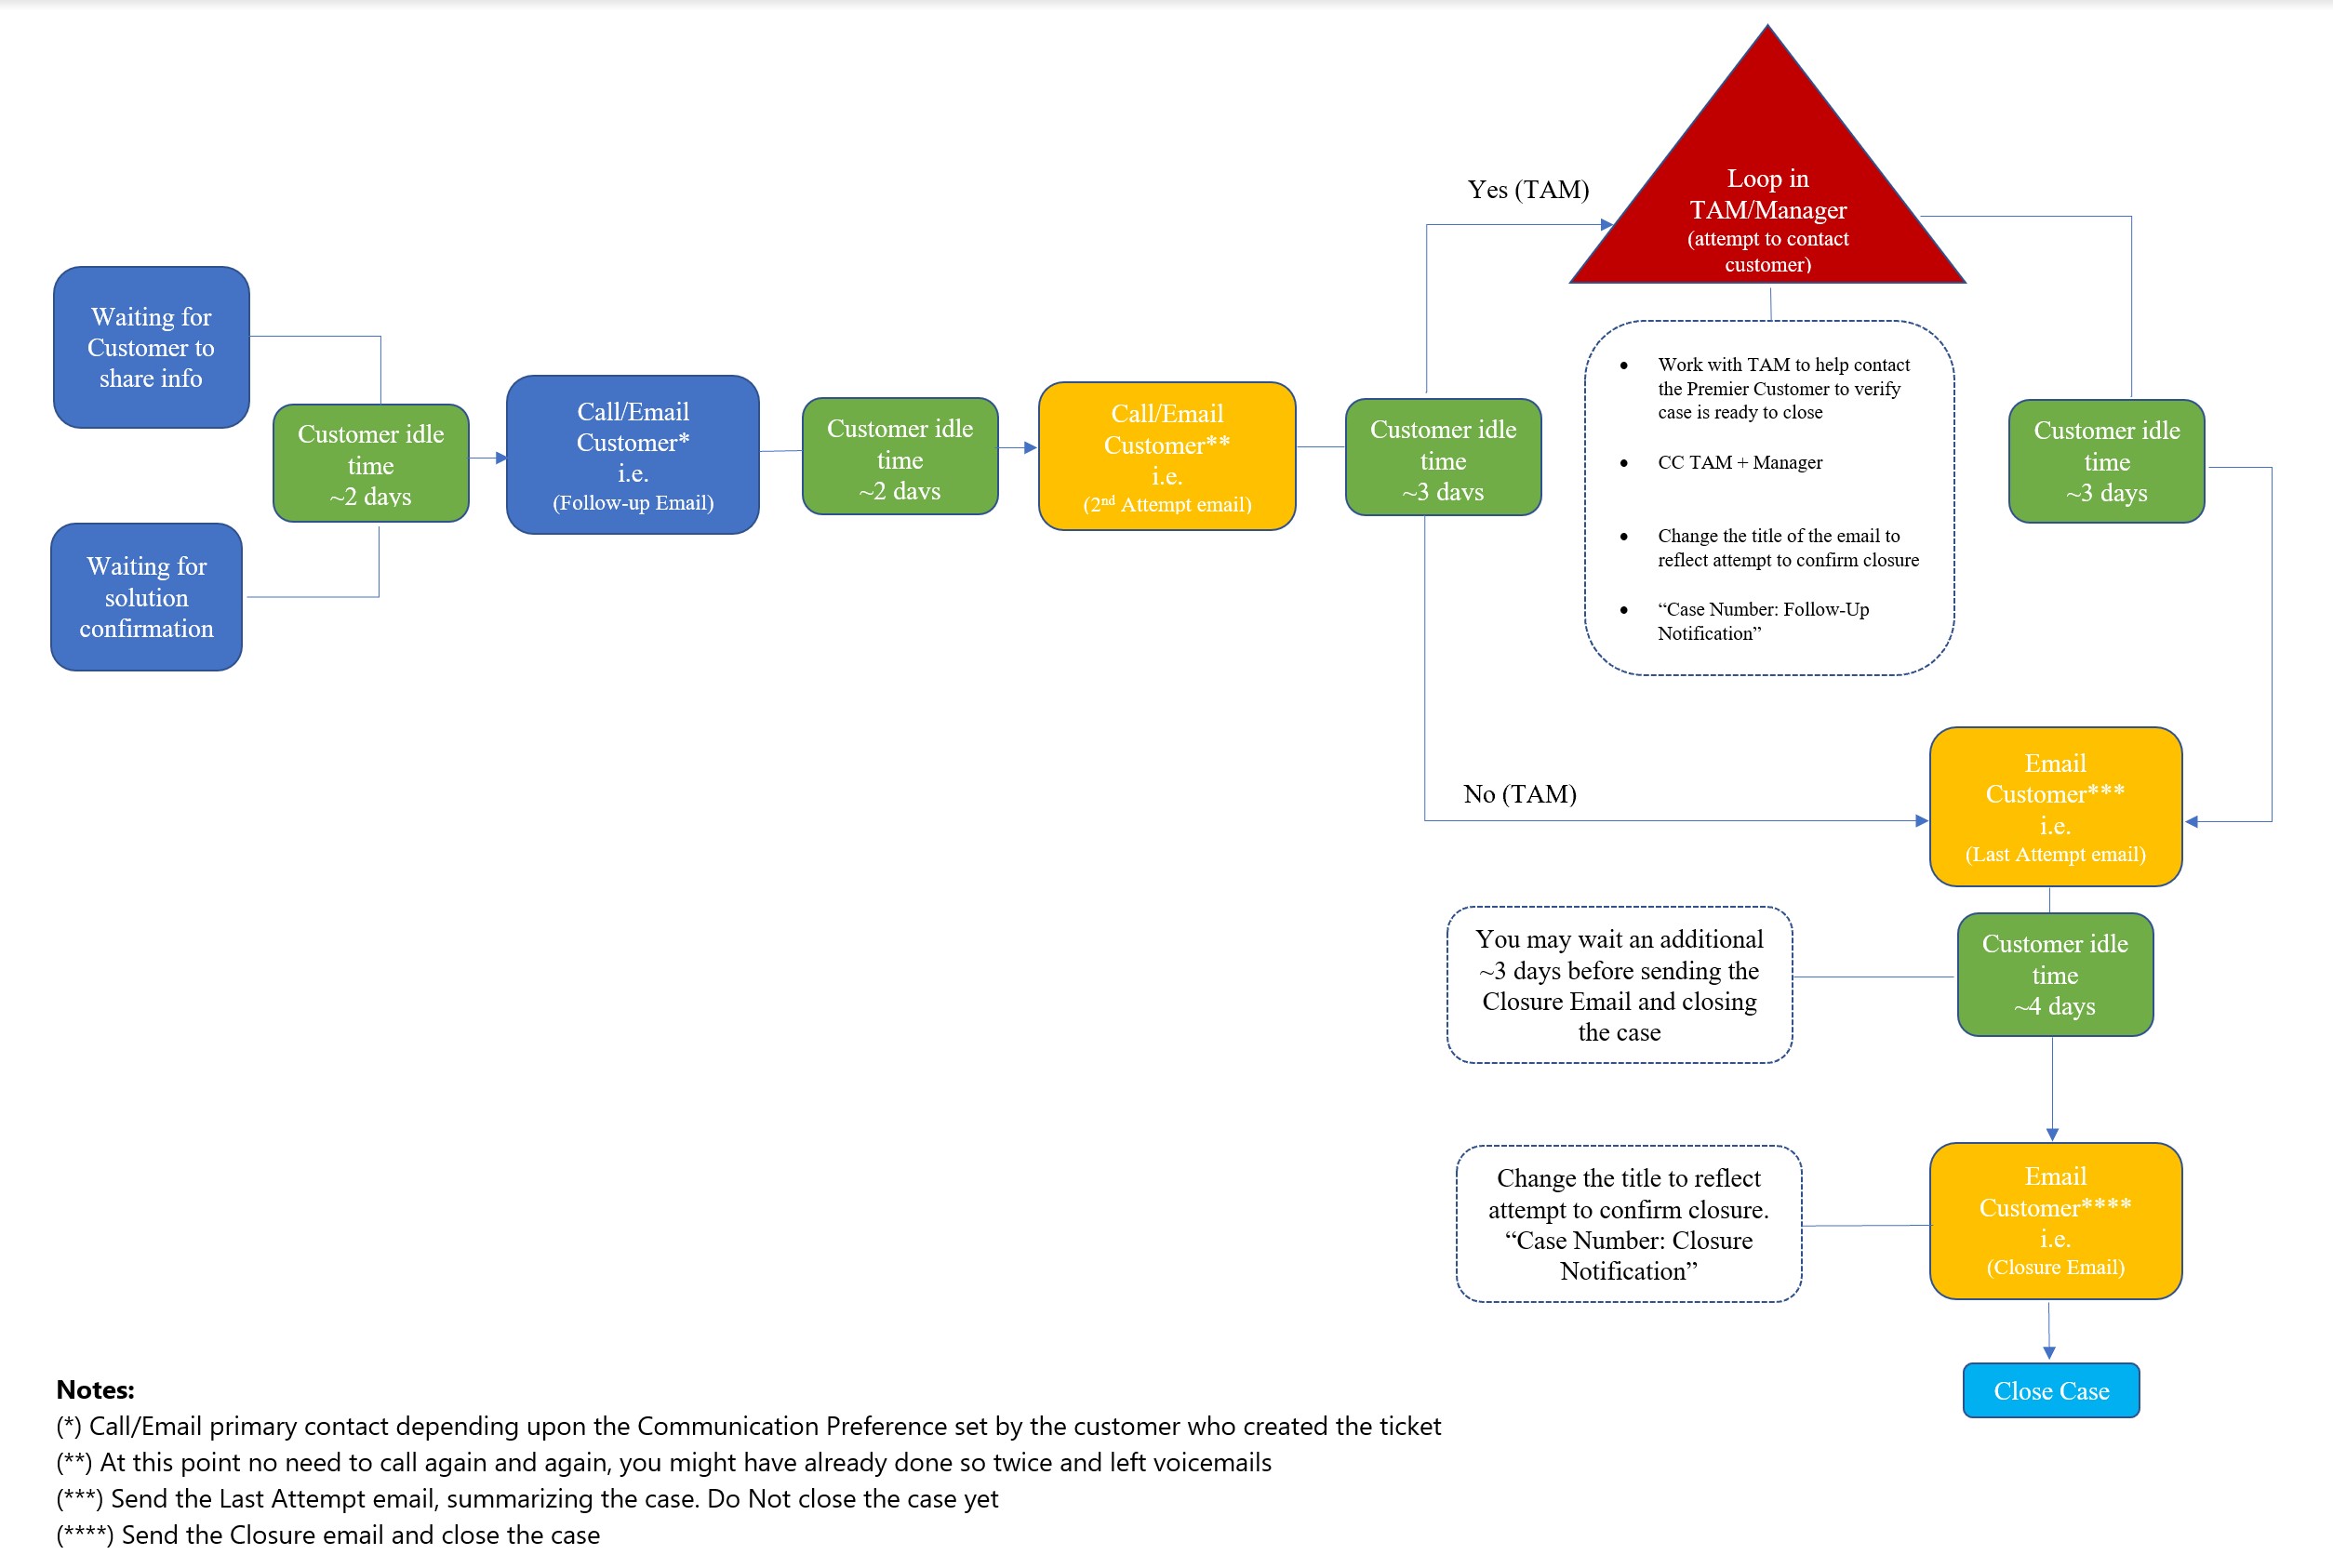 Waiting for
Customer to
share info
Waiting for
solution
confirmation
Customer idle
time
~2 days
Call/Email
Customer*
i.e.
(Follow-up Email)
Customer idle
time
~2 days
Call/Email
Customer**
i.e.
(2nd Attempt email)
Customer idle
time
~3 days
Yes (TAM)
Loop in
TAM/Manager
(attempt to contact
customer)
• Work with TAM to help contact
the Premier Customer to verify
case is ready to close
• CC TAM + Manager
• Change the title of the email to
reflect attempt to confirm closure
• “Case Number: Follow-Up
Notification”
Customer idle
time
~3 days
No (TAM)
Email
Customer***
i.e.
(Last Attempt email)
You may wait an additional
~3 days before sending the
Closure Email and closing
the case
Customer idle
time
~4 days
Change the title to reflect
attempt to confirm closure.
“Case Number: Closure
Notification”
Email
Customer****
i.e.
(Closure Email)
Close Case
Notes:
(*) Call/Email primary contact depending upon the Communication Preference set by the customer who created the ticket
(**) At this point no need to call again and again, you might have already done so twice and left voicemails
(***) Send the Last Attempt email, summarizing the case. Do Not close the case yet
(****) Send the Closure email and close the case